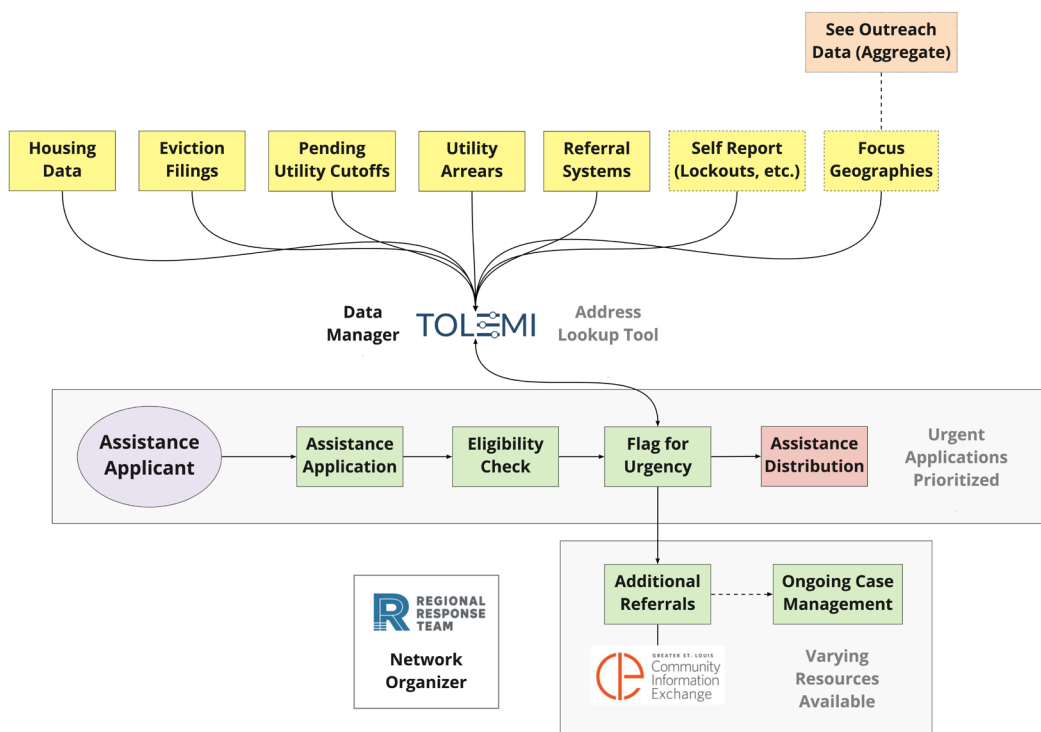 See Outreach
Data (Aggregate)
Housing
Data
Eviction
Filings
Pending
Utility Cutoffs
Utility
Arrears
Referral
Systems
Self Report
(Lockouts, etc.)
Focus
Geographies
Data
Manager
TOLEMI
Address
Lookup Tool
Assistance
Applicant
Assistance
Application
Eligibility
Check
Flag for
Urgency
Assistance
Distribution
Urgent
Applications
Prioritized
Additional
Referrals
Ongoing Case
Management
REGIONAL
RESPONSE
TEAM
Network
Organizer
GREATER ST. LOUIS
Community
Information
Exchange
Varying
Resources
Available